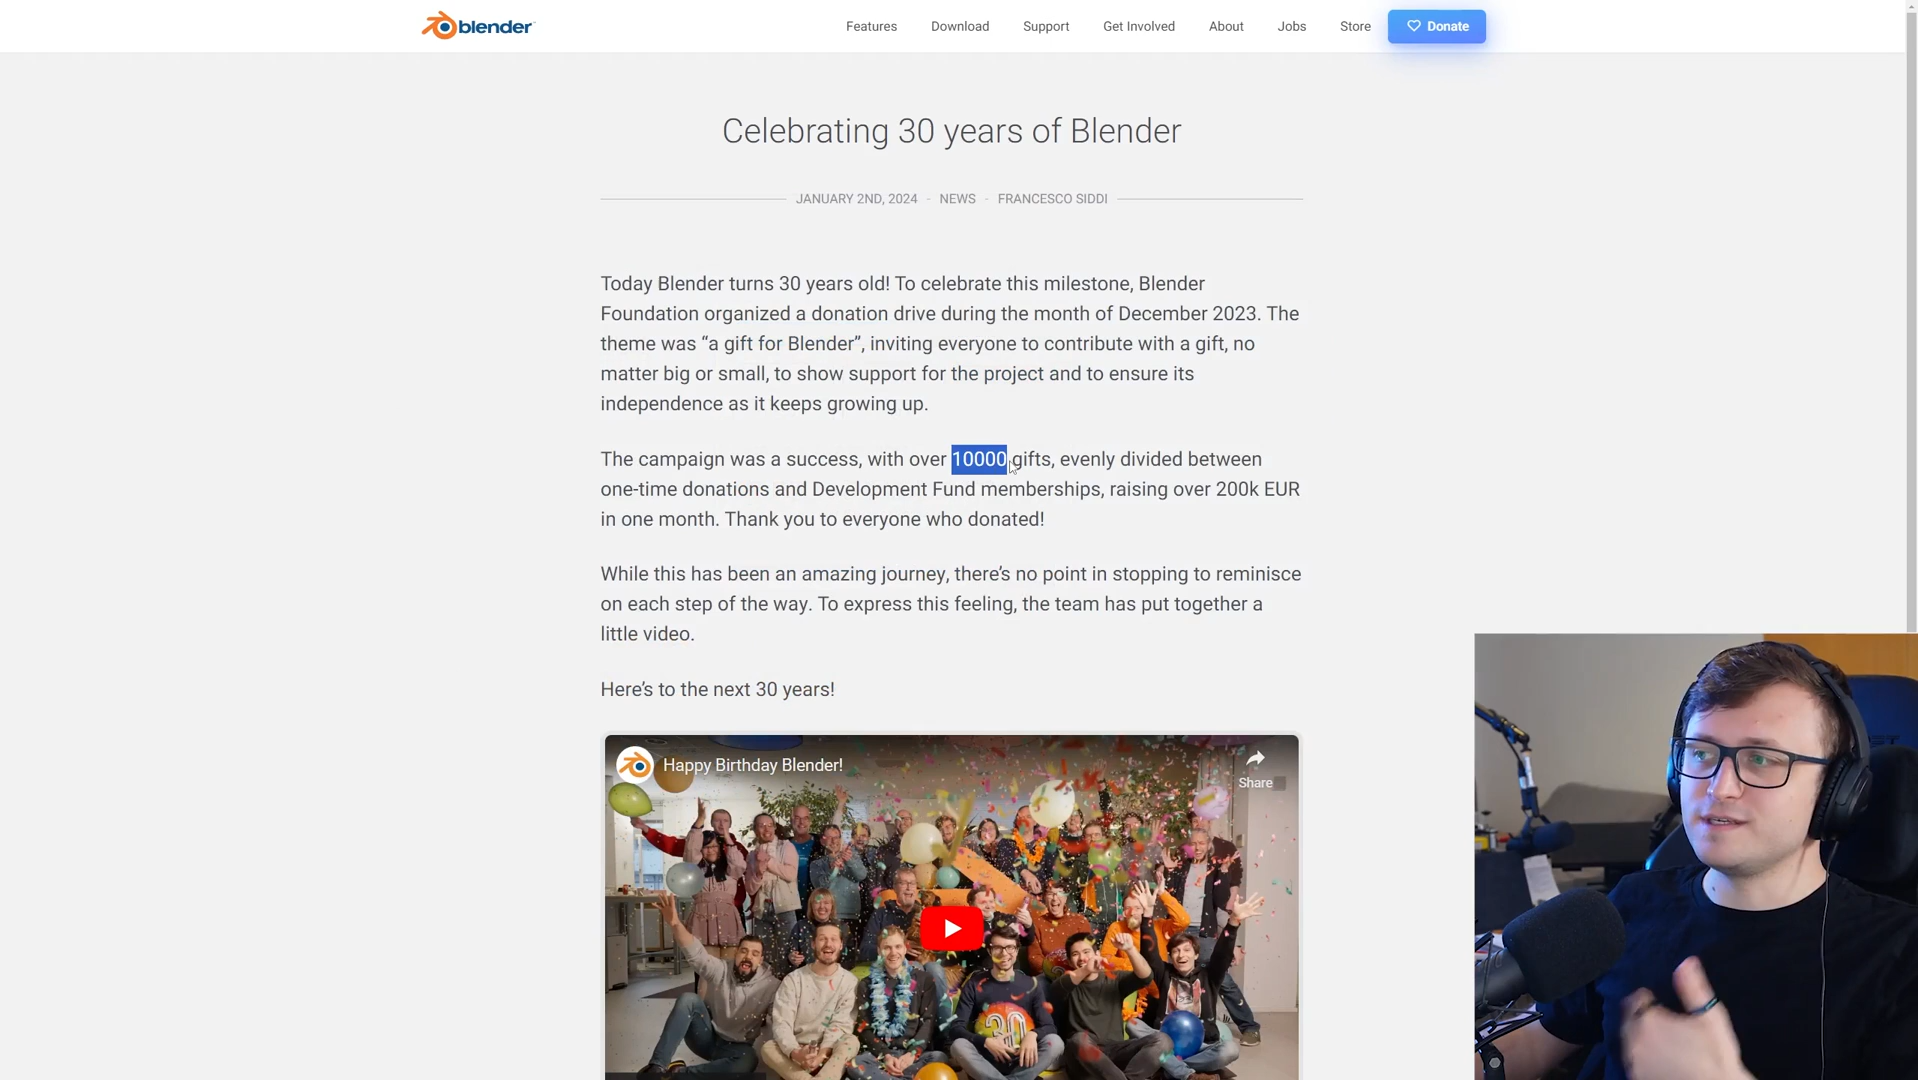 blender
Features
Download
Support
Get Involved
About
Jobs
Store
Donate
Celebrating 30 years of Blender
JANUARY 2ND, 2024 - NEWS - FRANCESCO SIDDI
Today Blender turns 30 years old! To celebrate this milestone, Blender
Foundation organized a donation drive during the month of December 2023. The
theme was “a gift for Blender”, inviting everyone to contribute with a gift, no
matter big or small, to show support for the project and to ensure its
independence as it keeps growing up.
The campaign was a success, with over 10000 gifts, evenly divided between
one-time donations and Development Fund memberships, raising over 200k EUR
in one month. Thank you to everyone who donated!
While this has been an amazing journey, there’s no point in stopping to reminisce
on each step of the way. To express this feeling, the team has put together a
little video.
Here’s to the next 30 years!
Happy Birthday Blender!
Share
30